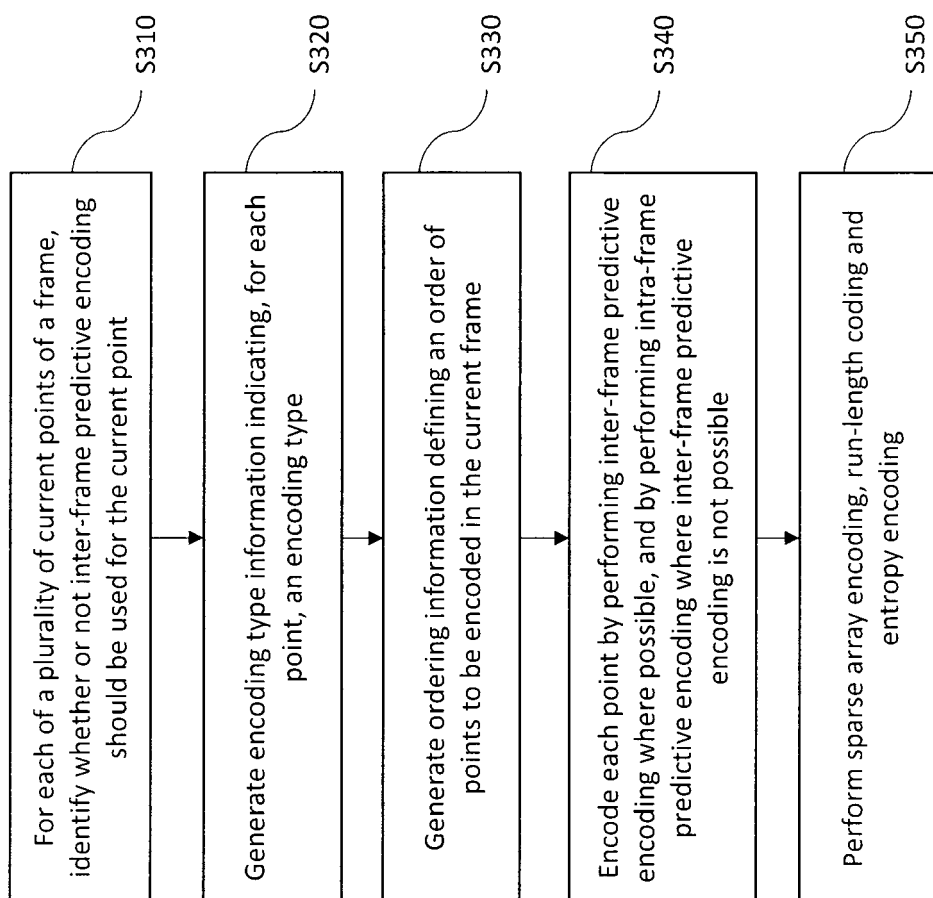 For each of a plurality of current points of a frame,
identify whether or not inter-frame predictive encoding
should be used for the current point
S310
Generate encoding type information indicating, for each
point, an encoding type
S320
Generate ordering information defining an order of
points to be encoded in the current frame
S330
Encode each point by performing inter-frame predictive
encoding where possible, and by performing intra-frame
predictive encoding where inter-frame predictive
encoding is not possible
S340
Perform sparse array encoding, run-length coding and
entropy encoding
S350